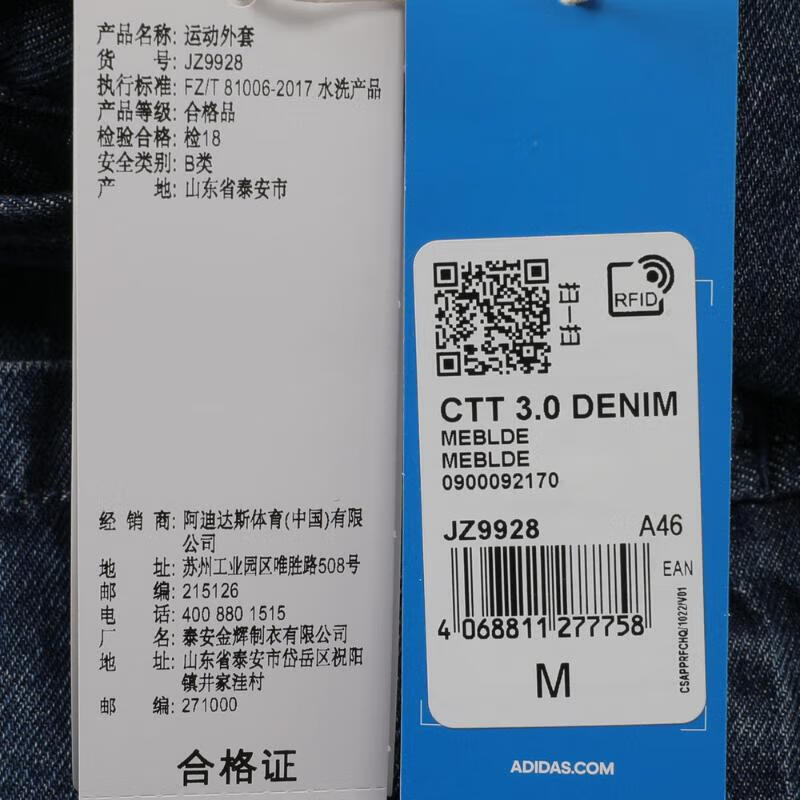 产品名称: 运动外套
货 号: JZ9928
执行标准: FZ/T 81006-2017 水洗产品
产品等级: 合格品
检验合格: 检18
安全类别: B类
产 地: 山东省泰安市
经 销 商: 阿迪达斯体育(中国)有限
公司
地 址: 苏州工业园区唯胜路508号
邮 编: 215126
电 话: 400 880 1515
厂 名: 泰安金辉制衣有限公司
地 址: 山东省泰安市岱岳区祝阳
镇井家洼村
邮 编: 271000
合格证
扫一扫
RFID
CTT 3.0 DENIM
MEBLDE
MEBLDE
0900092170
JZ9928 A46
EAN
4 068811 277758
CSAPPRFCHQ/1022/V01
M
ADIDAS.COM